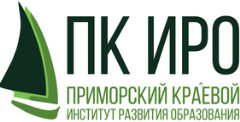 ПК ИРО
ПРИМОРСКИЙ КРАЕВОЙ
ИНСТИТУТ РАЗВИТИЯ ОБРАЗОВАНИЯ